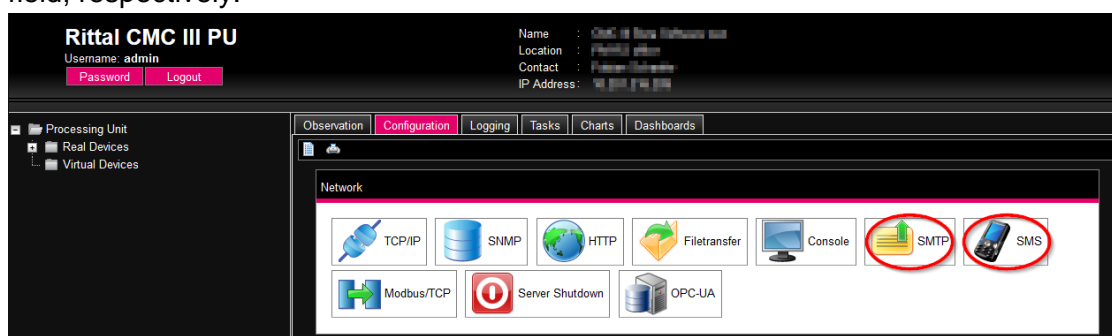 field, respectively.
Rittal CMC III PU
Username: admin
Password Logout
Name :
Location :
Contact :
IP Address :
Processing Unit
Real Devices
Virtual Devices
Observation Configuration Logging Tasks Charts Dashboards
Network
TCP/IP SNMP HTTP Filetransfer Console SMTP SMS
Modbus/TCP Server Shutdown OPC-UA